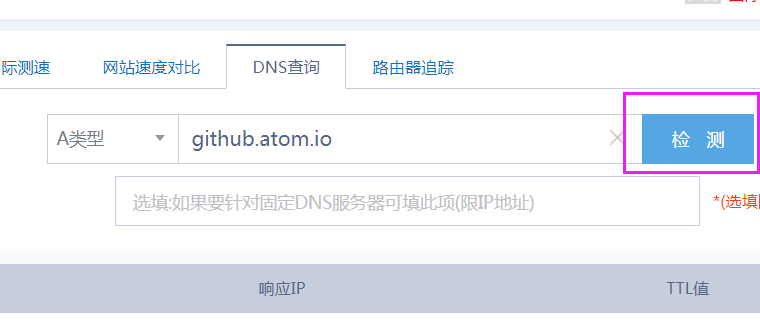 际测速 网站速度对比 DNS查询 路由器追踪
A类型 github.atom.io 检 测
选填:如果要针对固定DNS服务器可填此项(限IP地址) *(选填
响应IP TTL值